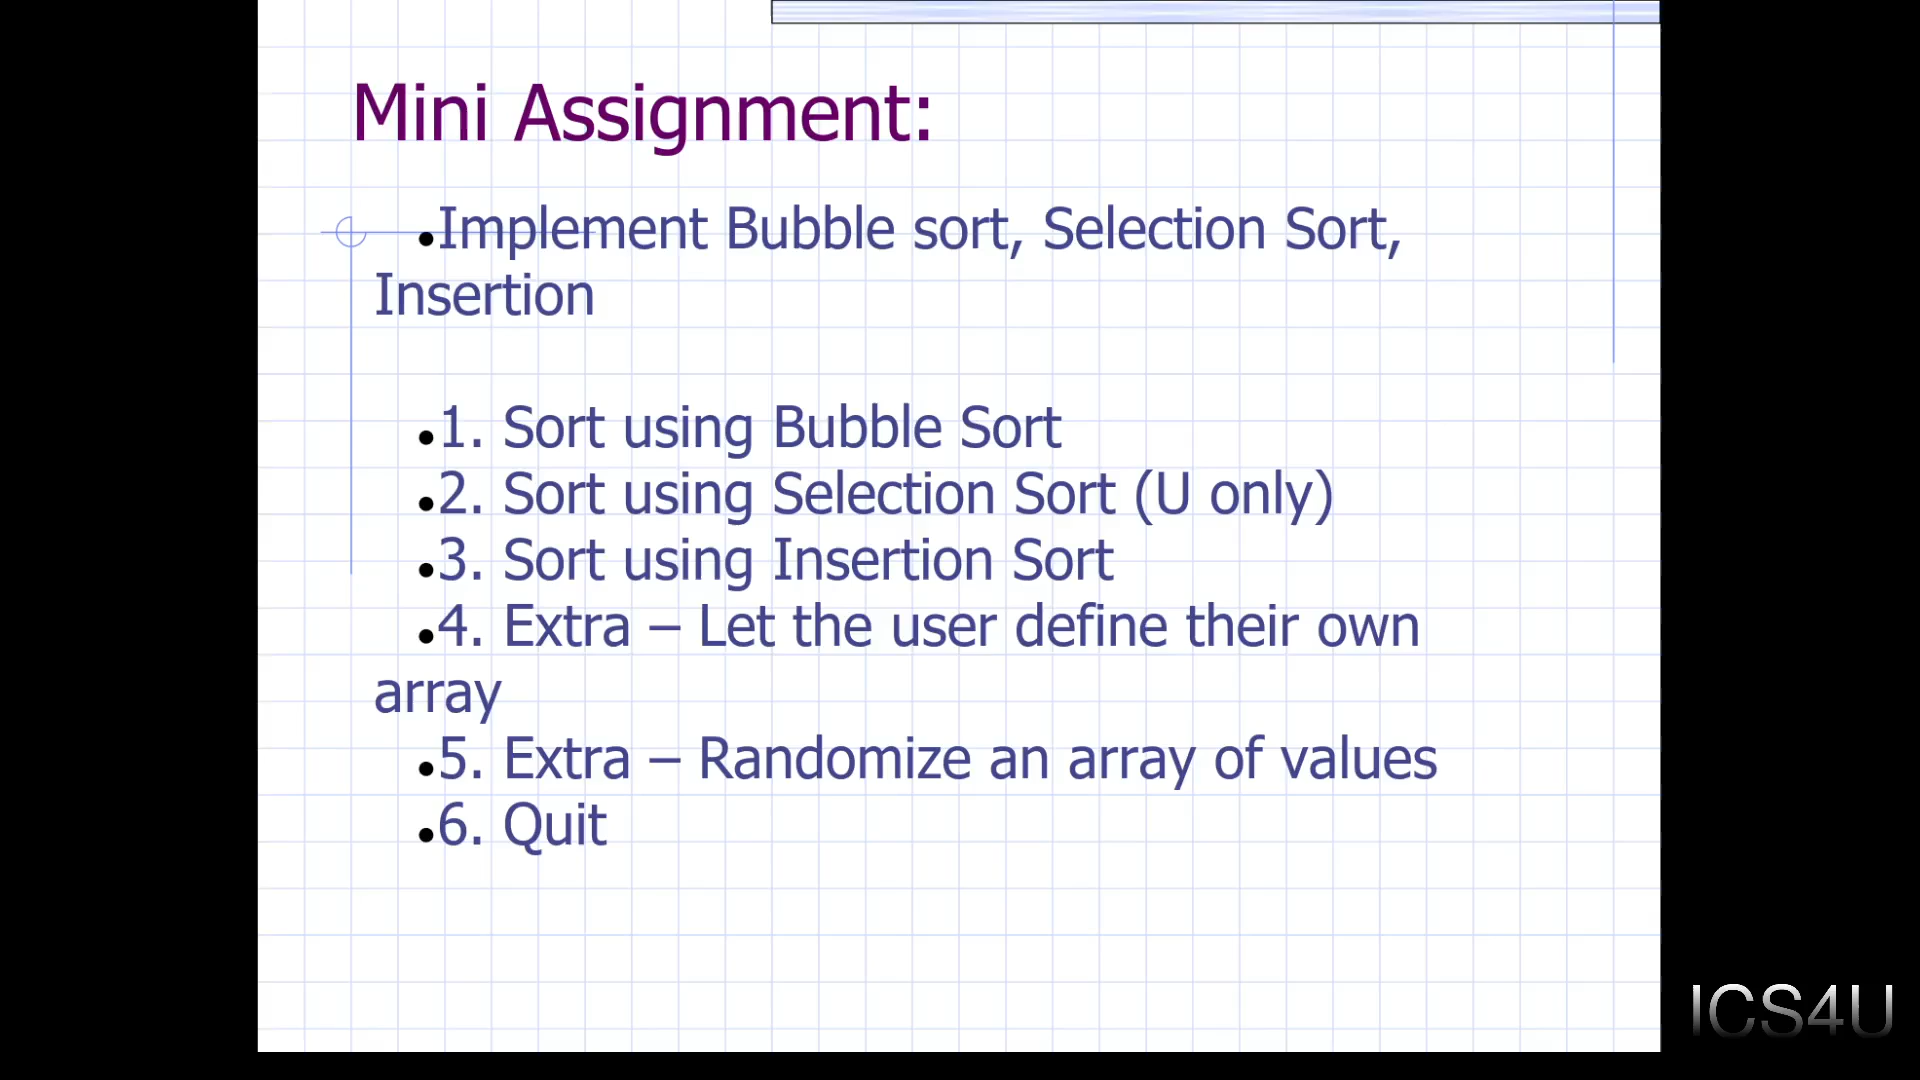 Mini Assignment:
•Implement Bubble sort, Selection Sort,
Insertion
•1. Sort using Bubble Sort
•2. Sort using Selection Sort (U only)
•3. Sort using Insertion Sort
•4. Extra – Let the user define their own
array
•5. Extra – Randomize an array of values
•6. Quit
ICS4U